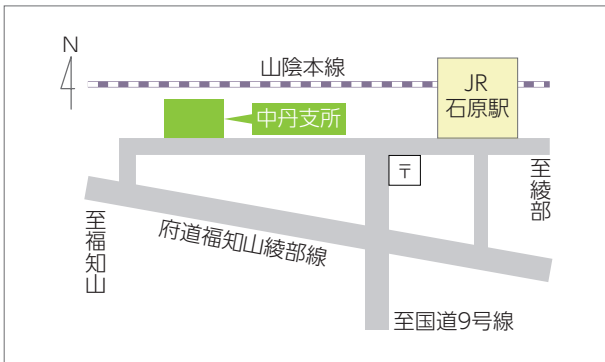 N
山陰本線
JR
石原駅
中丹支所
〒
至綾部
至福知山
府道福知山綾部線
至国道9号線